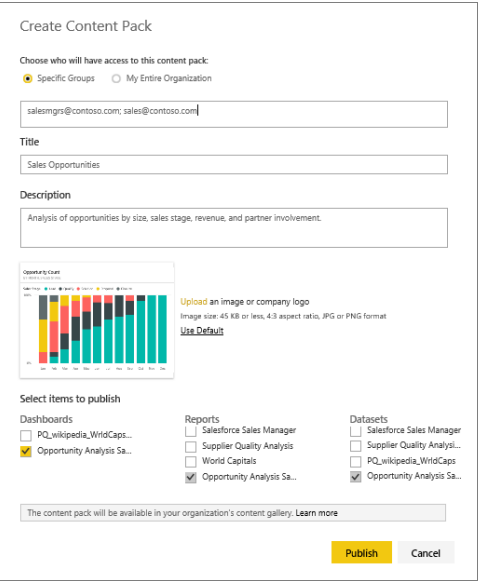 Create Content Pack
Choose who will have access to this content pack:
Specific Groups
My Entire Organization
salesmgrs@contoso.com; sales@contoso.com
Title
Sales Opportunities
Description
Analysis of opportunities by size, sales stage, revenue, and partner involvement.
Opportunity Count
100%
0%
Upload an image or company logo
Image size: 45 KB or less, 4:3 aspect ratio, JPG or PNG format
Use Default
Select items to publish
Dashboards
PQ_wikipedia_WrldCaps...
Opportunity Analysis Sa...
Reports
Salesforce Sales Manager
Supplier Quality Analysis
World Capitals
Opportunity Analysis Sa...
Datasets
Salesforce Sales Manager
Supplier Quality Analysi...
PQ_wikipedia_WrldCaps
Opportunity Analysis Sa...
The content pack will be available in your organization's content gallery. Learn more
Publish
Cancel